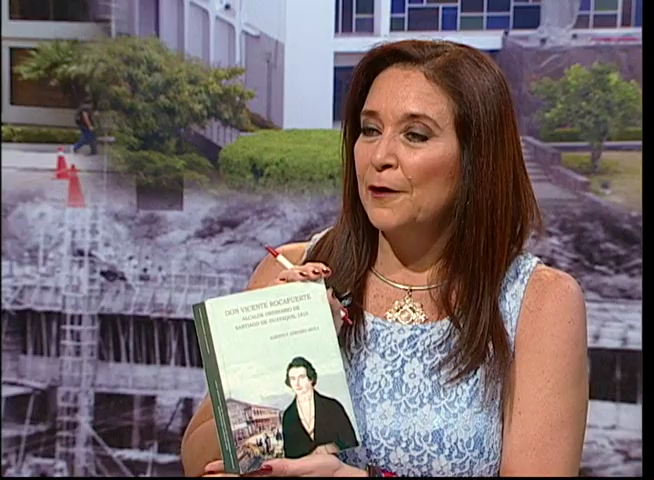 DON VICENTE ROCAFUERTE
ALCALDE ORDINARIO DE
SANTIAGO DE GUAYAQUIL 1810